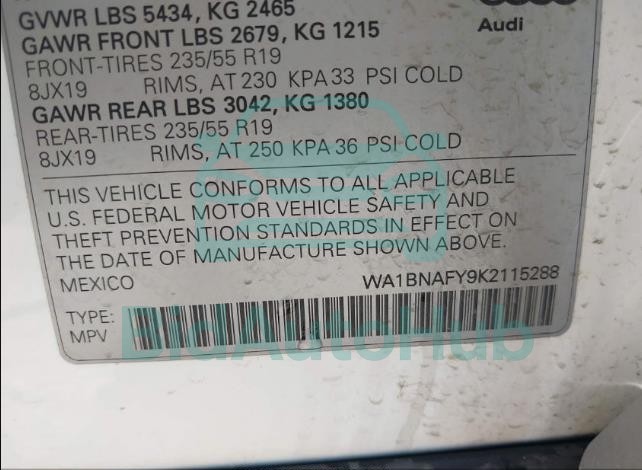 GVWR LBS 5434, KG 2465
GAWR FRONT LBS 2679, KG 1215
FRONT-TIRES 235/55 R19
8JX19 RIMS, AT 230 KPA 33 PSI COLD
GAWR REAR LBS 3042, KG 1380
REAR-TIRES 235/55 R19
8JX19 RIMS, AT 250 KPA 36 PSI COLD
Audi
THIS VEHICLE CONFORMS TO ALL APPLICABLE
U.S. FEDERAL MOTOR VEHICLE SAFETY AND
THEFT PREVENTION STANDARDS IN EFFECT ON
THE DATE OF MANUFACTURE SHOWN ABOVE.
MEXICO WA1BNAFY9K2115288
TYPE:
MPV
BidAutoHub